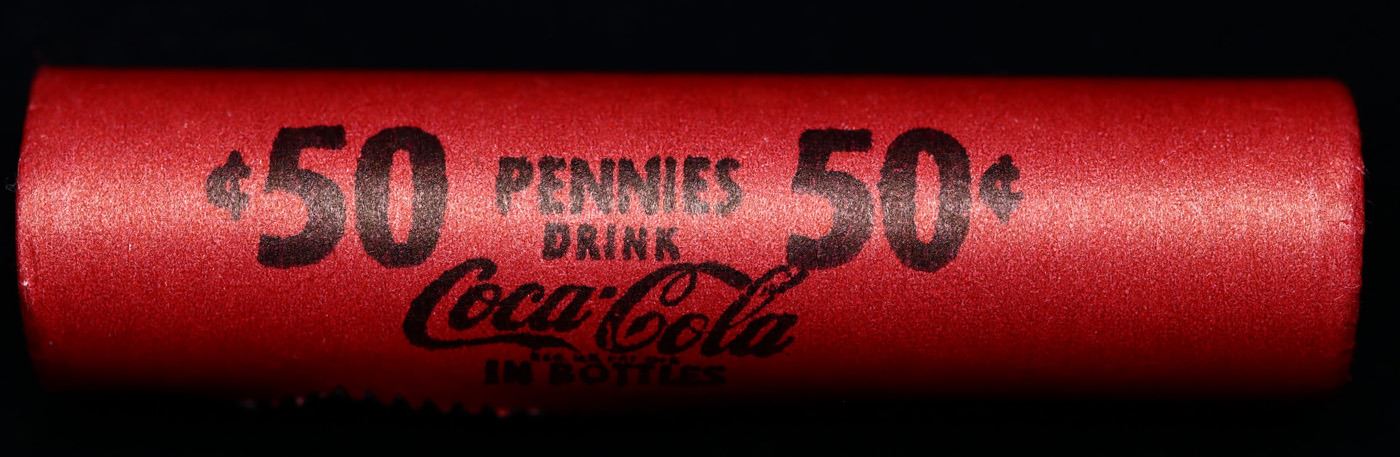 ¢50 PENNIES 50¢
DRINK
Coca-Cola
IN BOTTLES